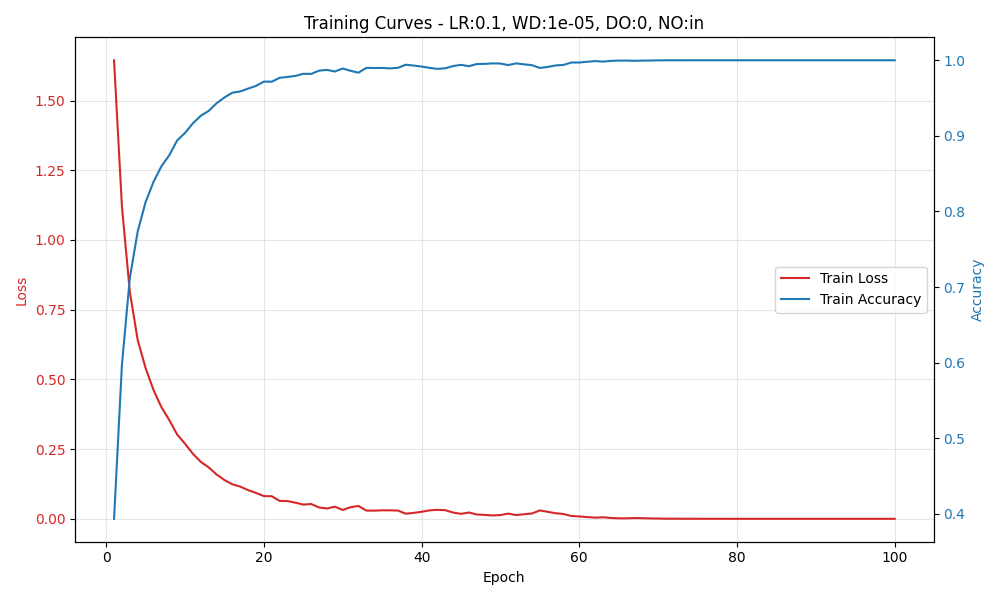 Training Curves - LR:0.1, WD:1e-05, DO:0, NO:in
Loss
1.50
1.25
1.00
0.75
0.50
0.25
0.00
1.0
0.9
0.8
0.7
0.6
0.5
0.4
Accuracy
Train Loss
Train Accuracy
0 20 40 60 80 100
Epoch